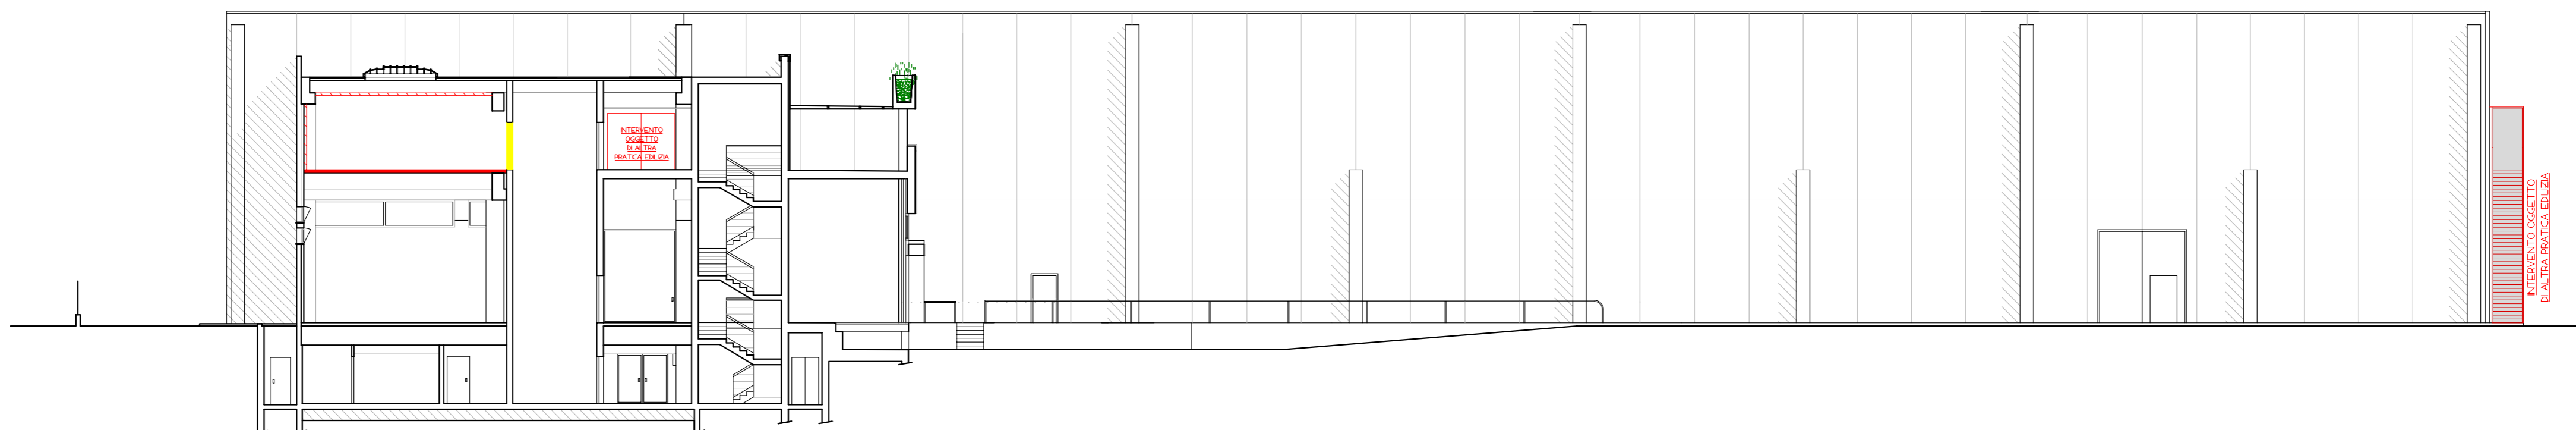 INTERVENTO
OGGETTO
DI ALTRA
PRATICA EDILIZIA
INTERVENTO OGGETTO
DI ALTRA PRATICA EDILIZIA